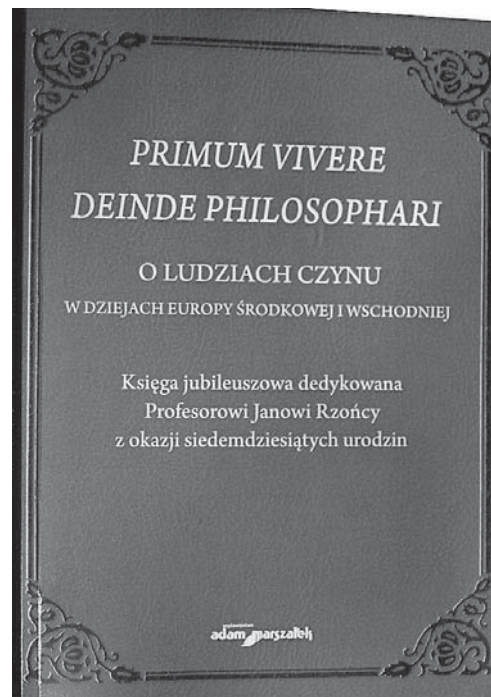 PRIMUM VIVERE
DEINDE PHILOSOPHARI
O LUDZIACH CZYNU
W DZIEJACH EUROPY ŚRODKOWEJ I WSCHODNIEJ
Księga jubileuszowa dedykowana
Profesorowi Janowi Rzońcy
z okazji siedemdziesiątych urodzin
wydawnictwo
adam marszałek